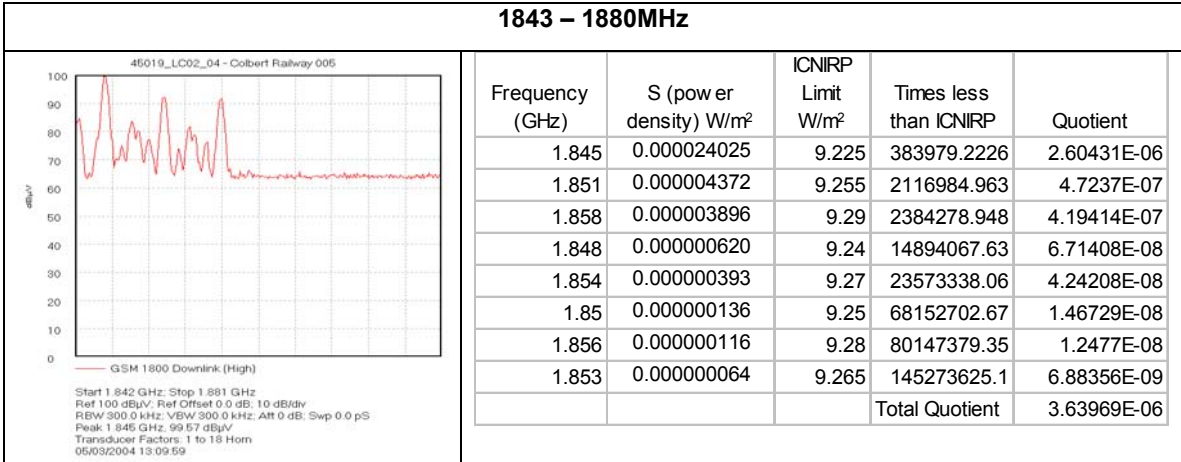 1843 – 1880MHz
45019_LC02_04 - Colbert Railway 005
100
90
80
70
60
50
40
30
20
10
0
dBµV
GSM 1800 Downlink (High)
Start 1.842 GHz; Stop 1.881 GHz
Ref 100 dBµV; Ref Offset 0.0 dB; 10 dB/div
RBW 300.0 kHz; VBW 300.0 kHz; Att 0 dB; Swp 0.0 pS
Peak 1.845 GHz, 99.57 dBµV
Transducer Factors: 1 to 18 Horn
05/03/2004 13:09:59
Frequency (GHz) S (pow er density) W/m² ICNIRP Limit W/m² Times less than ICNIRP Quotient
1.845 0.000024025 9.225 383979.2226 2.60431E-06
1.851 0.000004372 9.255 2116984.963 4.7237E-07
1.858 0.000003896 9.29 2384278.948 4.19414E-07
1.848 0.000000620 9.24 14894067.63 6.71408E-08
1.854 0.000000393 9.27 23573338.06 4.24208E-08
1.85 0.000000136 9.25 68152702.67 1.46729E-08
1.856 0.000000116 9.28 80147379.35 1.2477E-08
1.853 0.000000064 9.265 145273625.1 6.88356E-09
Total Quotient 3.63969E-06